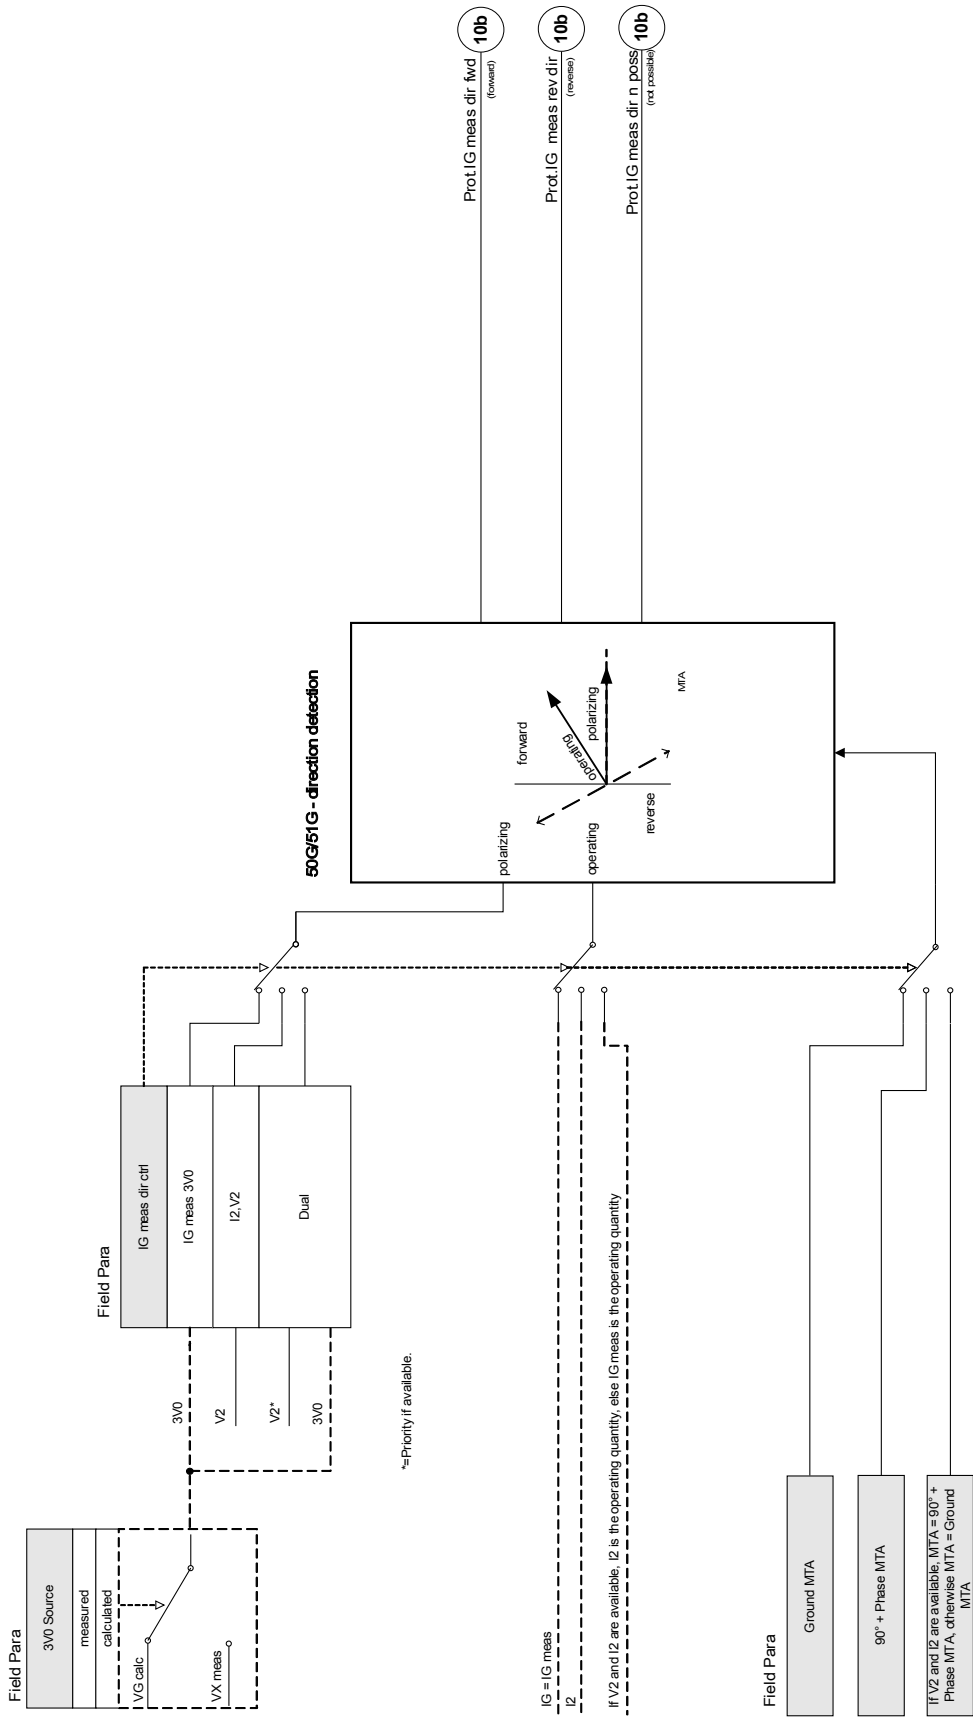 Field Para
3V0 Source
measured
calculated
VG calc
VX meas
3V0
V2
V2*
3V0
*=Priority if available.
Field Para
IG meas dir ctrl
IG meas 3V0
I2,V2
Dual
IG = IG meas
I2
If V2 and I2 are available, I2 is the operating quantity, else IG meas is the operating quantity
Field Para
Ground MTA
90° + Phase MTA
If V2 and I2 are available, MTA = 90° +
Phase MTA, otherwise MTA = Ground
MTA
50G/51G - direction detection
polarizing
operating
forward
reverse
operating
polarizing
MTA
Prot.IG meas dir fwd
(forward)
10b
Prot.IG meas rev dir
(reverse)
10b
Prot.IG meas dir n poss
(not possible)
10b